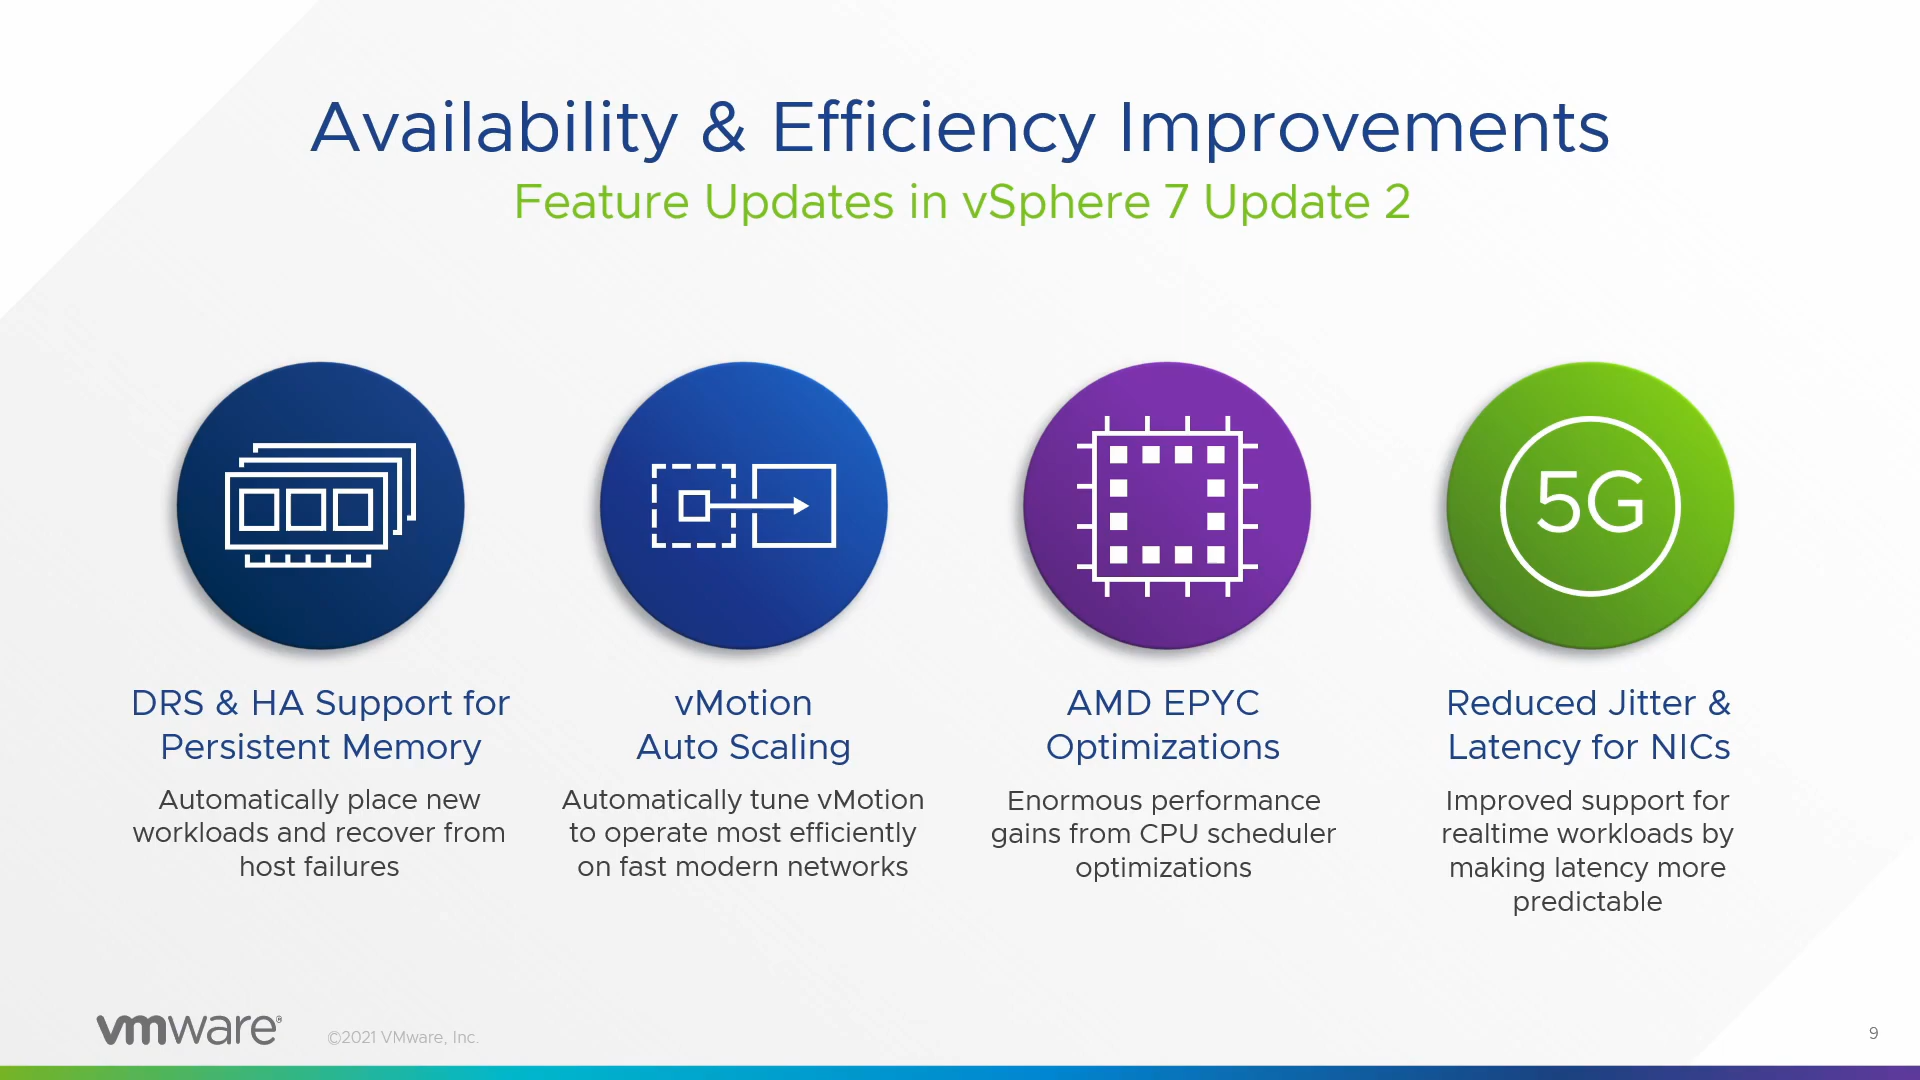 Availability & Efficiency Improvements
Feature Updates in vSphere 7 Update 2
5G
DRS & HA Support for
Persistent Memory
Automatically place new
workloads and recover from
host failures
vMotion
Auto Scaling
Automatically tune vMotion
to operate most efficiently
on fast modern networks
AMD EPYC
Optimizations
Enormous performance
gains from CPU scheduler
optimizations
Reduced Jitter &
Latency for NICs
Improved support for
realtime workloads by
making latency more
predictable
vmware®
©2021 VMware, Inc.
9